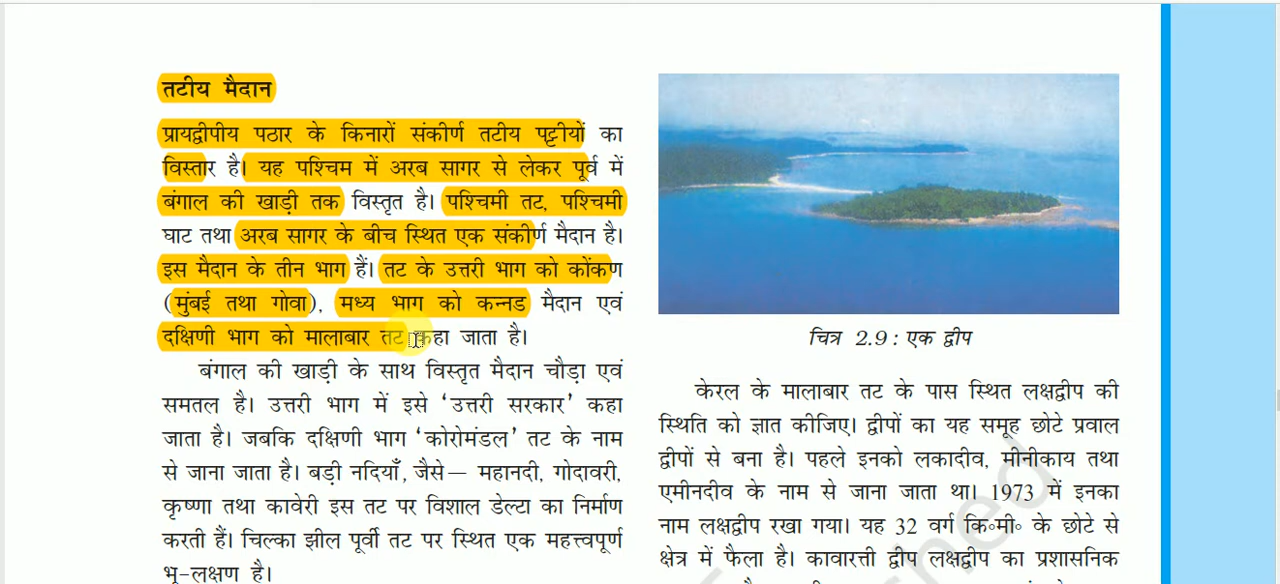 तटीय मैदान
प्रायद्वीपीय पठार के किनारों संकीर्ण तटीय पट्टीयों का
विस्तार है। यह पश्चिम में अरब सागर से लेकर पूर्व में
बंगाल की खाड़ी तक विस्तृत है। पश्चिमी तट, पश्चिमी
घाट तथा अरब सागर के बीच स्थित एक संकीर्ण मैदान है।
इस मैदान के तीन भाग हैं। तट के उत्तरी भाग को कोंकण
(मुंबई तथा गोवा), मध्य भाग को कन्नड मैदान एवं
दक्षिणी भाग को मालाबार तट कहा जाता है।
बंगाल की खाड़ी के साथ विस्तृत मैदान चौड़ा एवं
समतल है। उत्तरी भाग में इसे ‘उत्तरी सरकार’ कहा
जाता है। जबकि दक्षिणी भाग ‘कोरोमंडल’ तट के नाम
से जाना जाता है। बड़ी नदियाँ, जैसे— महानदी, गोदावरी,
कृष्णा तथा कावेरी इस तट पर विशाल डेल्टा का निर्माण
करती हैं। चिल्का झील पूर्वी तट पर स्थित एक महत्त्वपूर्ण
भू-लक्षण है।
चित्र 2.9 : एक द्वीप
केरल के मालाबार तट के पास स्थित लक्षद्वीप की
स्थिति को ज्ञात कीजिए। द्वीपों का यह समूह छोटे प्रवाल
द्वीपों से बना है। पहले इनको लकादीव, मीनीकाय तथा
एमीनदीव के नाम से जाना जाता था। 1973 में इनका
नाम लक्षद्वीप रखा गया। यह 32 वर्ग कि॰मी॰ के छोटे से
क्षेत्र में फैला है। कावारत्ती द्वीप लक्षद्वीप का प्रशासनिक